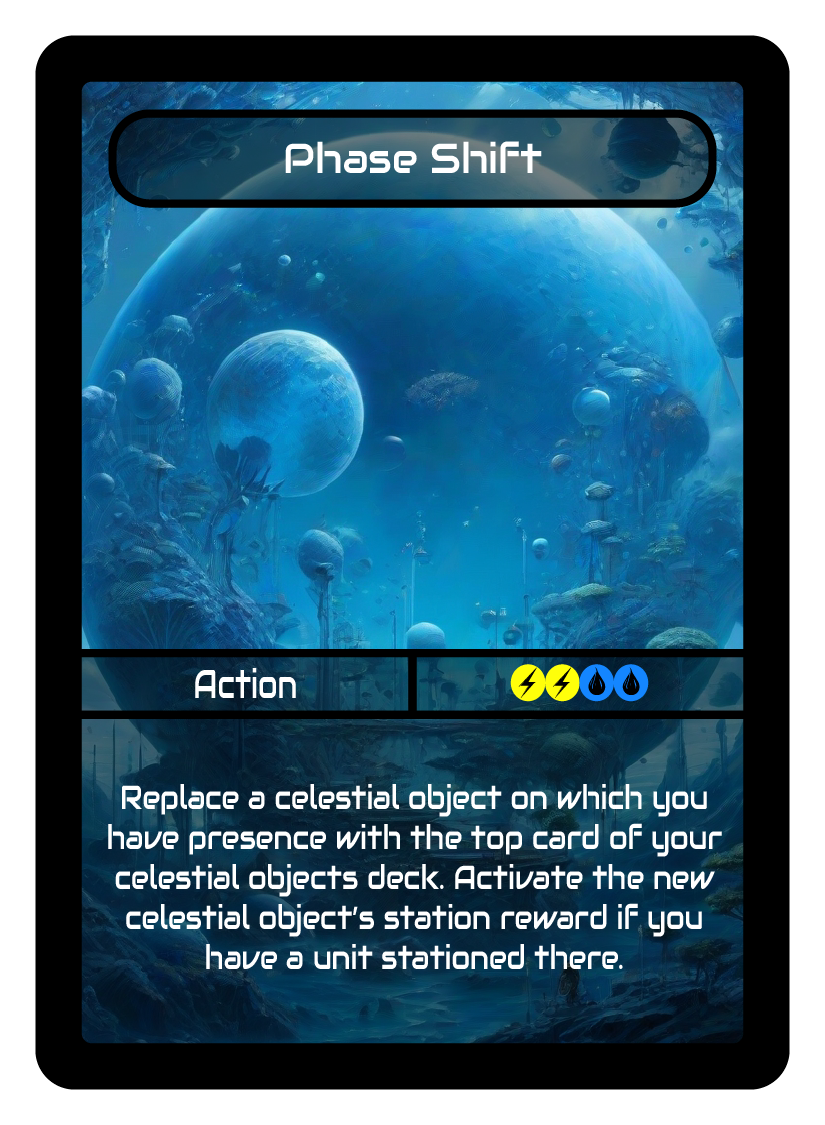 Phase Shift
Action
Replace a celestial object on which you
have presence with the top card of your
celestial objects deck. Activate the new
celestial object's station reward if you
have a unit stationed there.